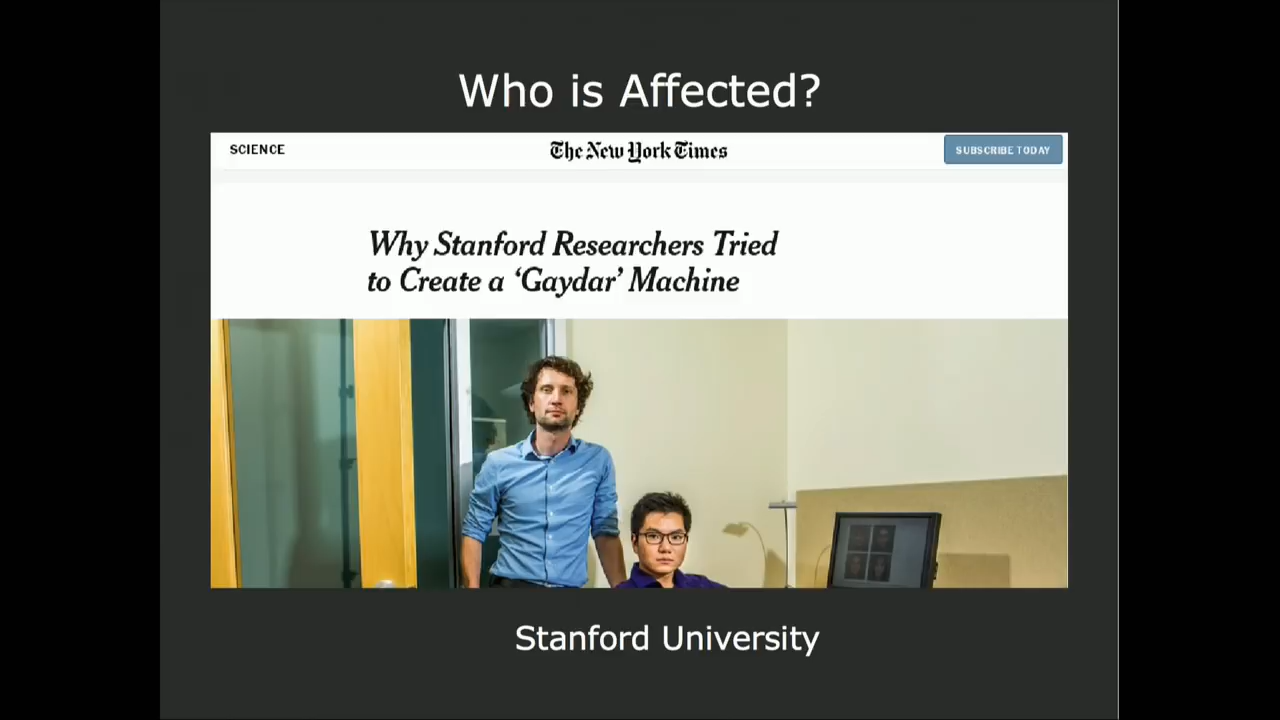 Who is Affected?
SCIENCE
The New York Times
SUBSCRIBE TODAY
Why Stanford Researchers Tried
to Create a ‘Gaydar’ Machine
Stanford University